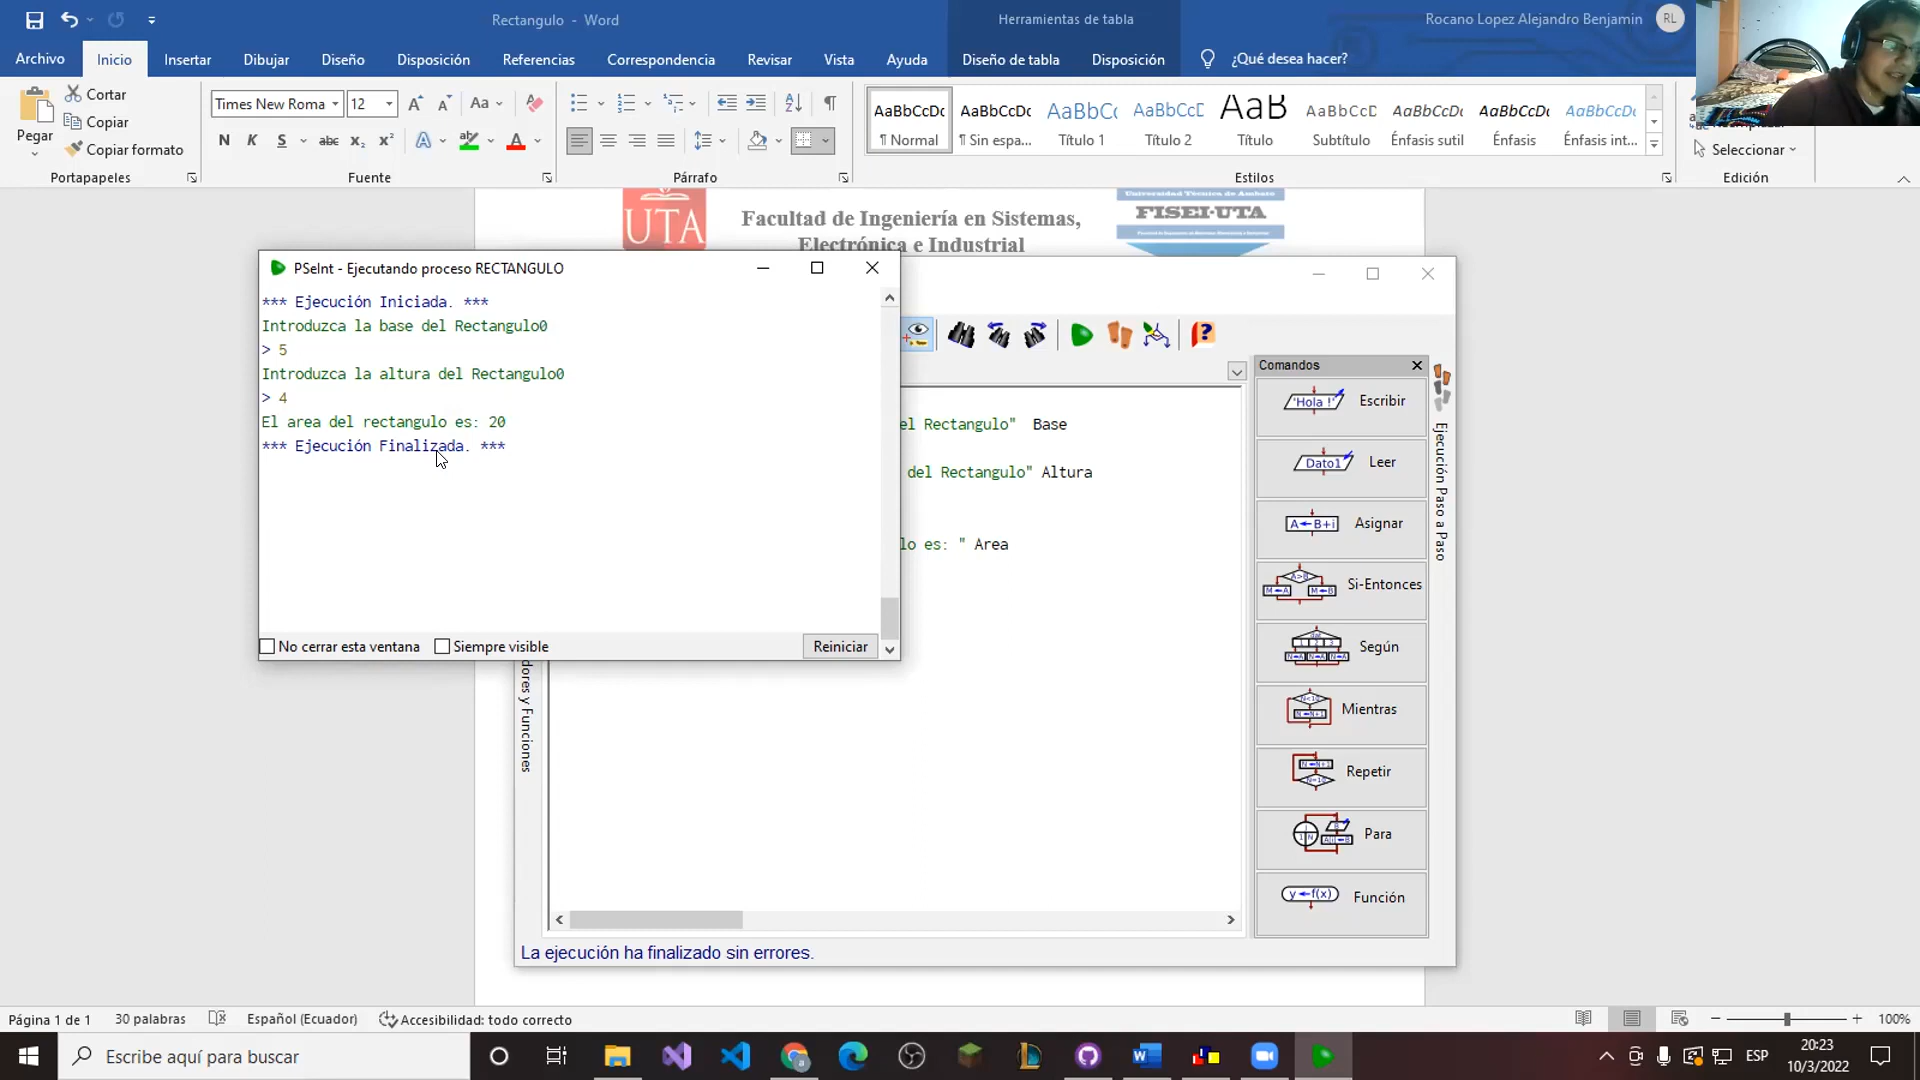 Rectangulo - Word
Herramientas de tabla
Rocano Lopez Alejandro Benjamin
RL
Archivo
Inicio
Insertar
Dibujar
Diseño
Disposición
Referencias
Correspondencia
Revisar
Vista
Ayuda
Diseño de tabla
Disposición
¿Qué desea hacer?
Pegar
Cortar
Copiar
Copiar formato
Portapapeles
Times New Roma
12
Fuente
Párrafo
AaBbCcDc
¶ Normal
AaBbCcDc
¶ Sin espa...
AaBbCc
Título 1
AaBbCcC
Título 2
AaB
Título
AaBbCcD
Subtítulo
AaBbCcDc
Énfasis sutil
AaBbCcDc
Énfasis
AaBbCcDc
Énfasis int...
Estilos
Seleccionar
Edición
UTA
Facultad de Ingeniería en Sistemas,
Electrónica e Industrial
Universidad Técnica de Ambato
FISEI-UTA
PSeInt - Ejecutando proceso RECTANGULO
*** Ejecución Iniciada. ***
Introduzca la base del Rectangulo0
> 5
Introduzca la altura del Rectangulo0
> 4
El area del rectangulo es: 20
*** Ejecución Finalizada. ***
No cerrar esta ventana
Siempre visible
Reiniciar
el Rectangulo" Base
del Rectangulo" Altura
lo es: " Area
dores y Funciones
Comandos
'Hola !'
Escribir
Dato1
Leer
A←B+i
Asignar
Si-Entonces
Según
Mientras
Repetir
Para
y←f(x)
Función
Ejecución Paso a Paso
La ejecución ha finalizado sin errores.
Página 1 de 1
30 palabras
Español (Ecuador)
Accesibilidad: todo correcto
100%
Escribe aquí para buscar
ESP
20:23
10/3/2022